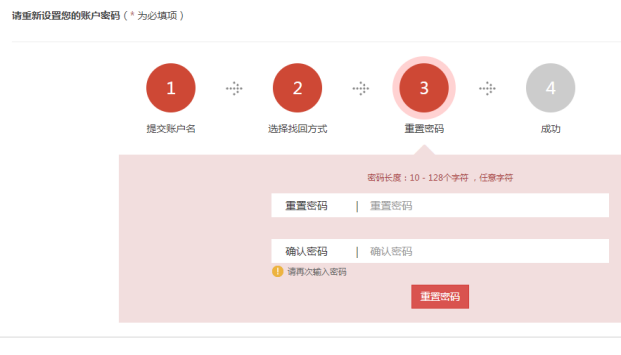 请重新设置您的账户密码（* 为必填项）
1
2
3
4
提交账户名
选择找回方式
重置密码
成功
密码长度：10 - 128个字符 ，任意字符
重置密码 | 重置密码
确认密码 | 确认密码
! 请再次输入密码
重置密码